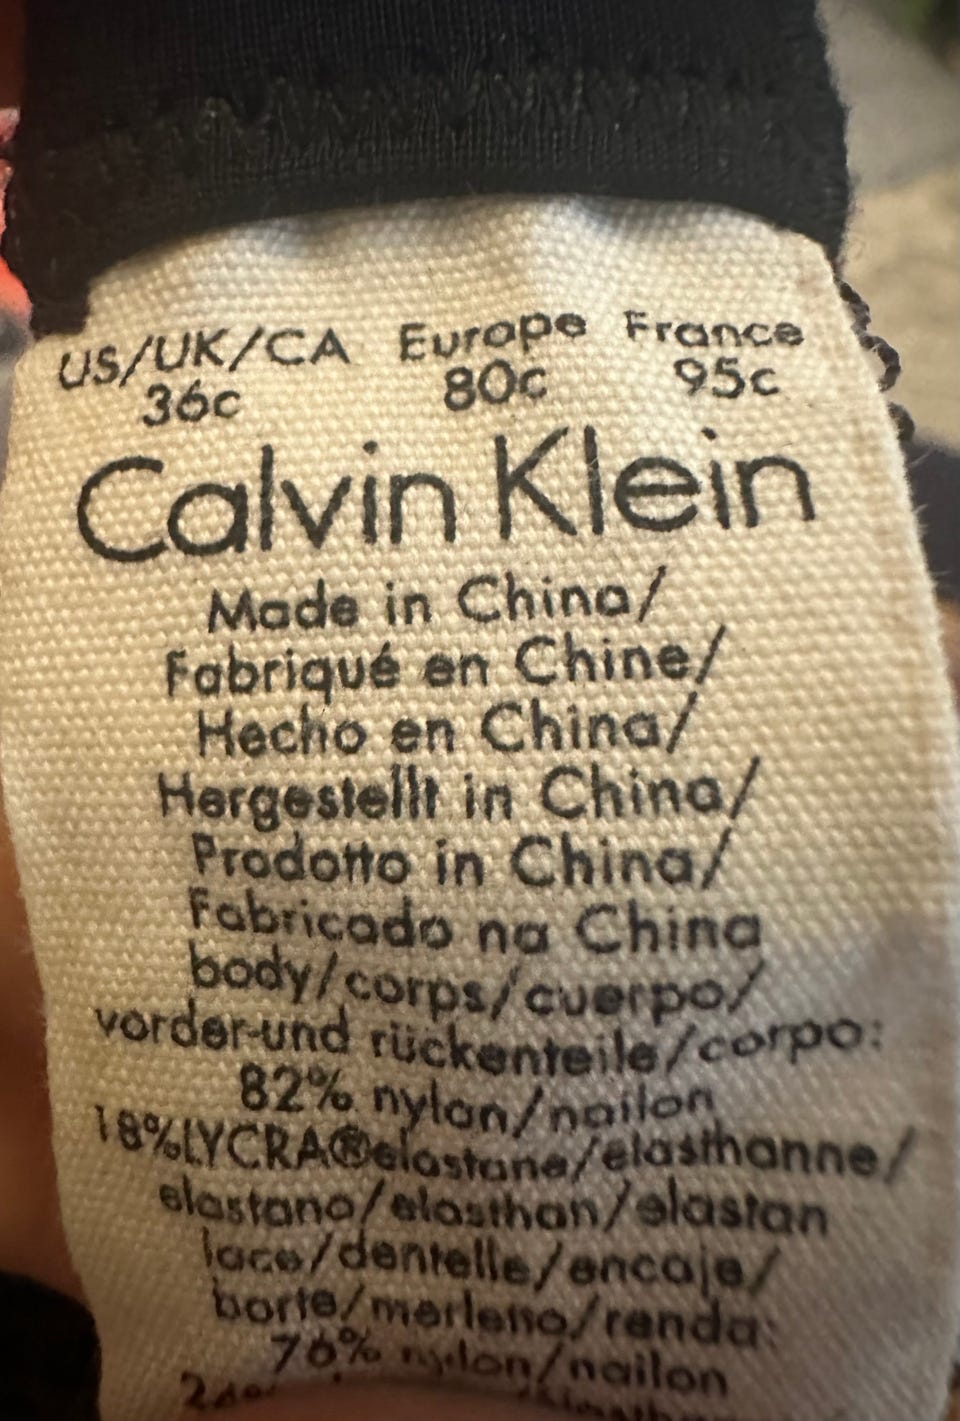 US/UK/CA Europe France
36c 80c 95c
Calvin Klein
Made in China/
Fabriqué en Chine/
Hecho en China/
Hergestellt in China/
Prodotto in China/
Fabricado na China
body/corps/cuerpo/
vorder-und rückenteile/corpo:
82% nylon/nailon
18%LYCRA®elastane/elasthanne/
elastano/elasthan/elastan
lace/dentelle/encaje/
borte/merleno/renda:
76% nylon/nailon